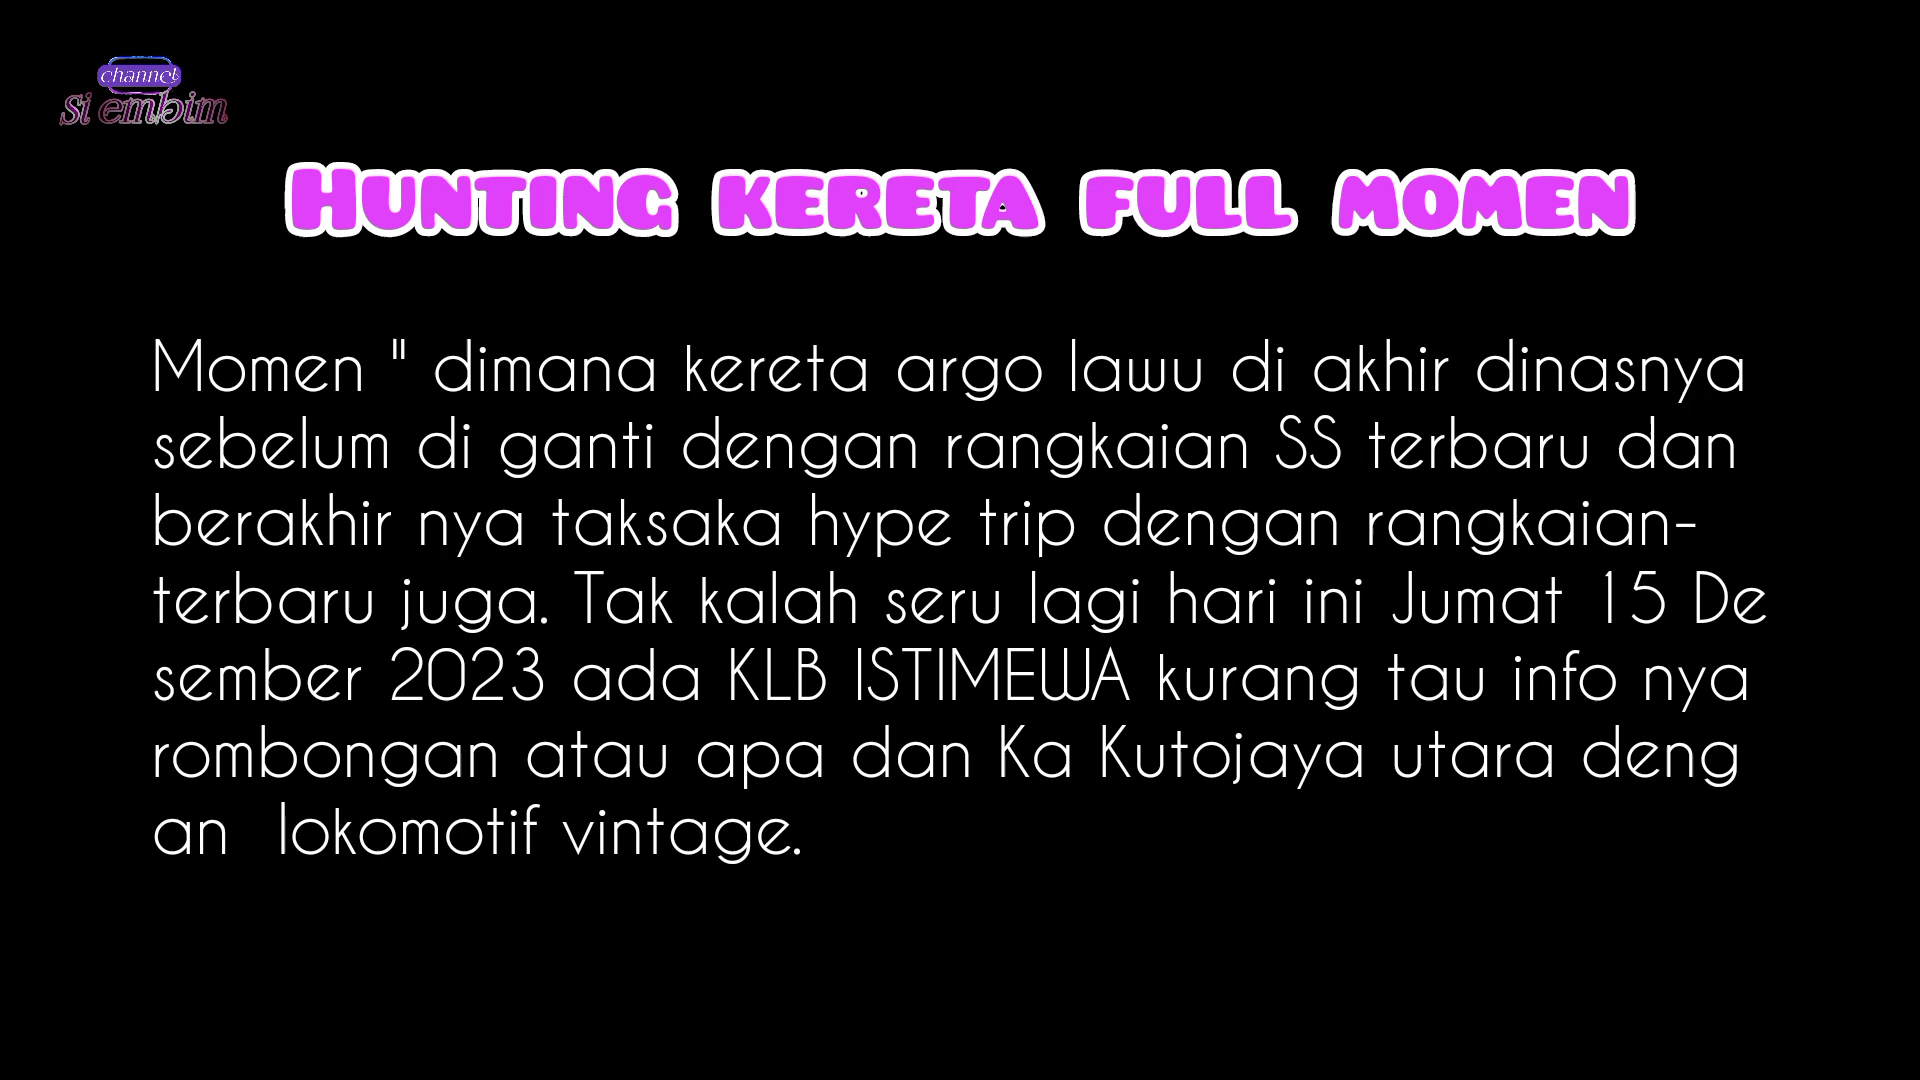 channel
Si embim
Hunting kereta full momen
Momen " dimana kereta argo lawu di akhir dinasnya
sebelum di ganti dengan rangkaian SS terbaru dan
berakhir nya taksaka hype trip dengan rangkaian-
terbaru juga. Tak kalah seru lagi hari ini Jumat 15 De
sember 2023 ada KLB ISTIMEWA kurang tau info nya
rombongan atau apa dan Ka Kutojaya utara deng
an  lokomotif vintage.